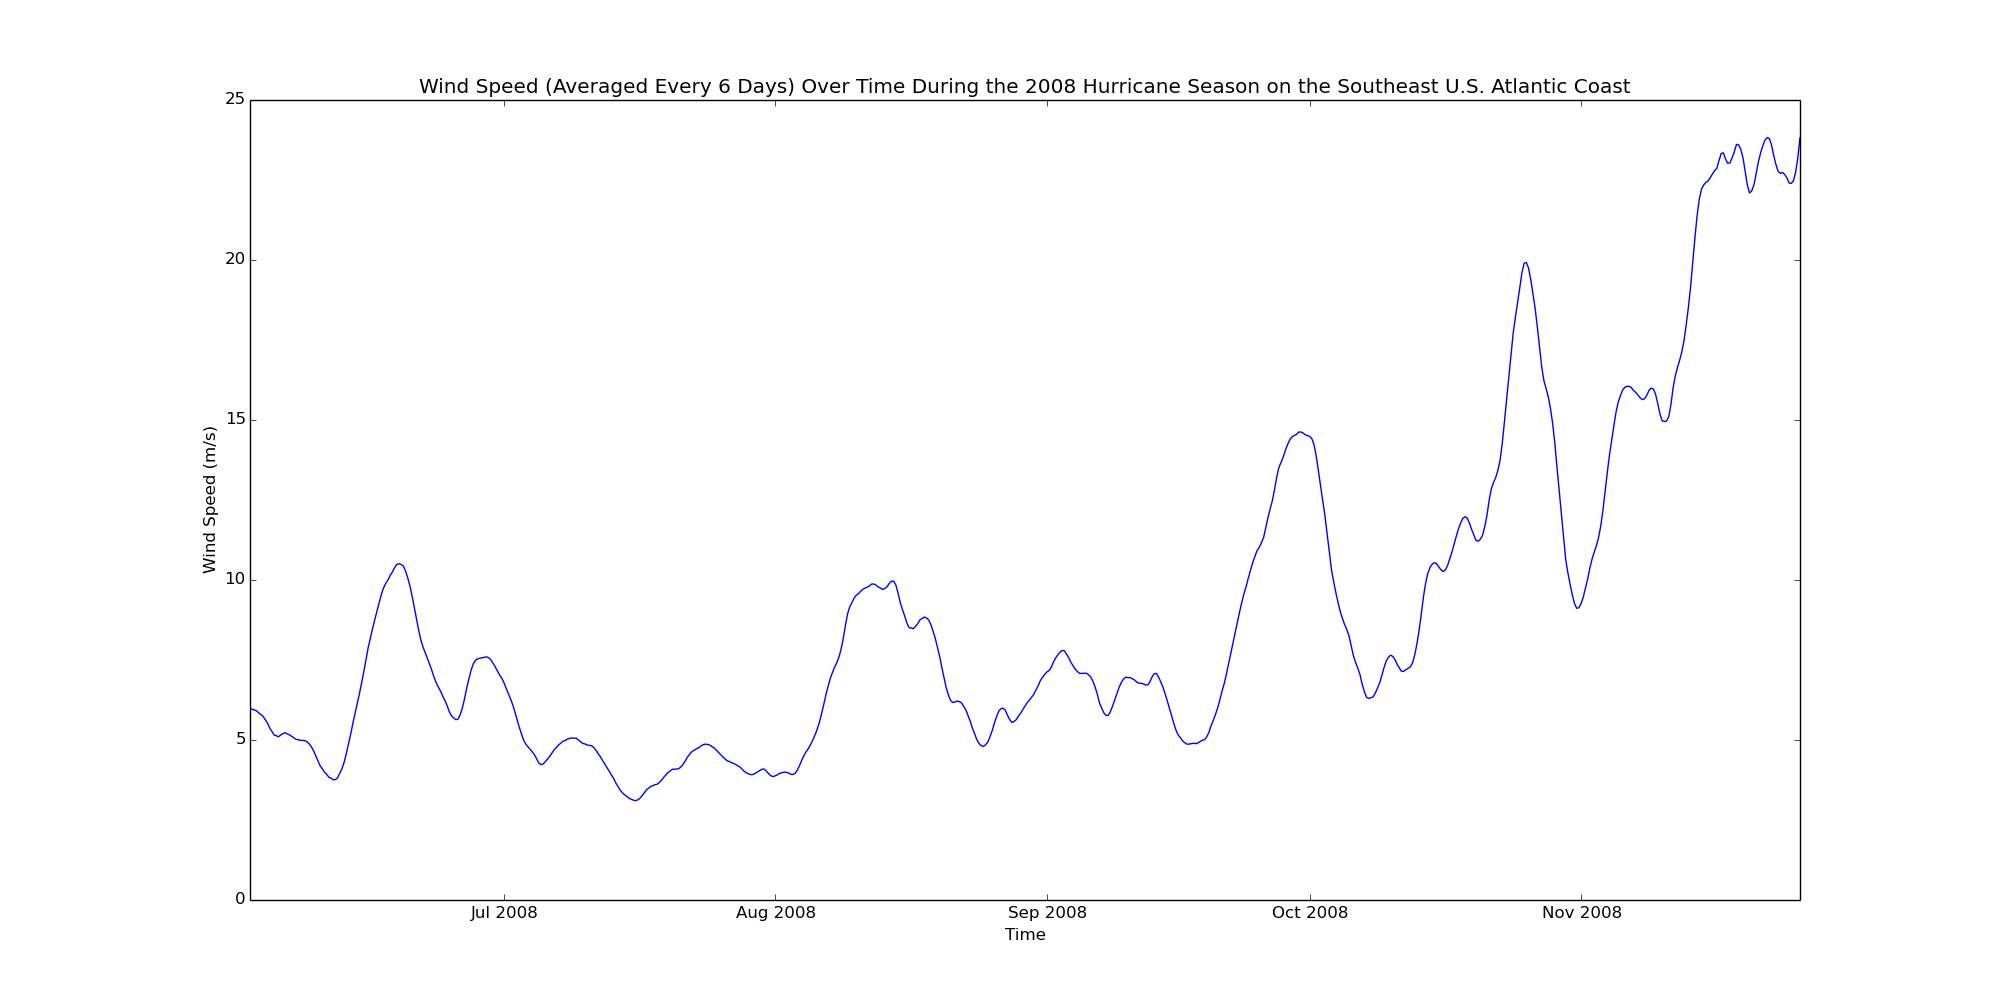 Wind Speed (Averaged Every 6 Days) Over Time During the 2008 Hurricane Season on the Southeast U.S. Atlantic Coast
25
20
15
10
5
0
Wind Speed (m/s)
Jul 2008
Aug 2008
Sep 2008
Oct 2008
Nov 2008
Time